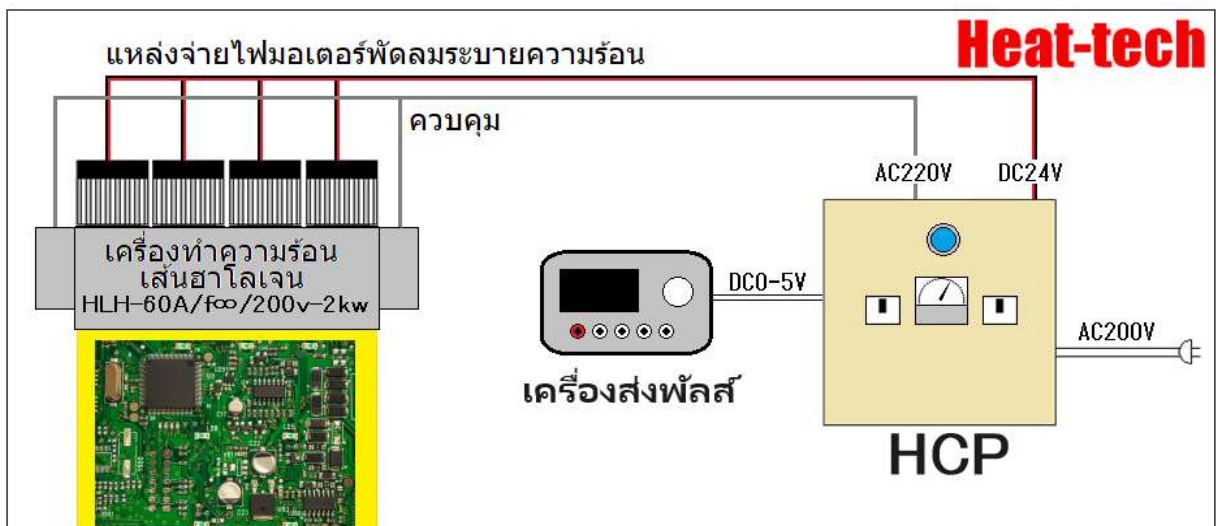 Heat-tech
แหล่งจ่ายไฟมอเตอร์พัดลมระบายความร้อน
ควบคุม
AC220V
DC24V
เครื่องทำความร้อน
เส้นฮาโลเจน
HLH-60A/f∞/200v-2kw
DC0-5V
AC200V
เครื่องส่งพัลส์
HCP